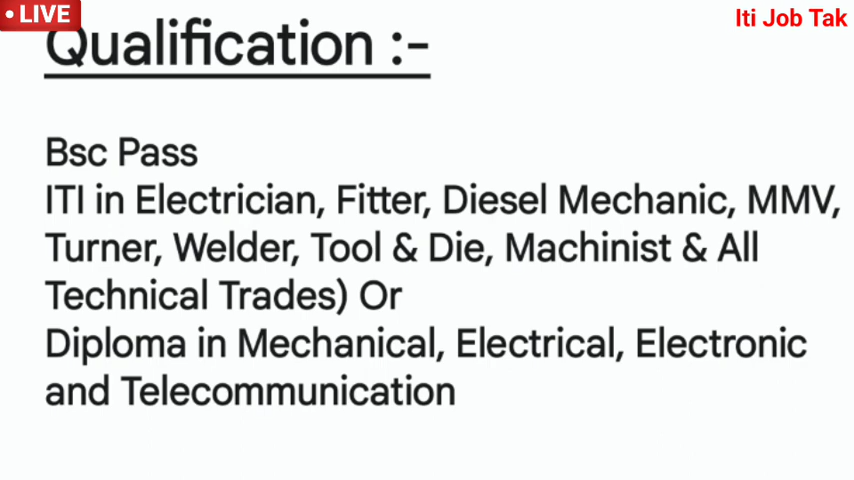 • LIVE
Iti Job Tak
Qualification :-
Bsc Pass
ITI in Electrician, Fitter, Diesel Mechanic, MMV,
Turner, Welder, Tool & Die, Machinist & All
Technical Trades) Or
Diploma in Mechanical, Electrical, Electronic
and Telecommunication